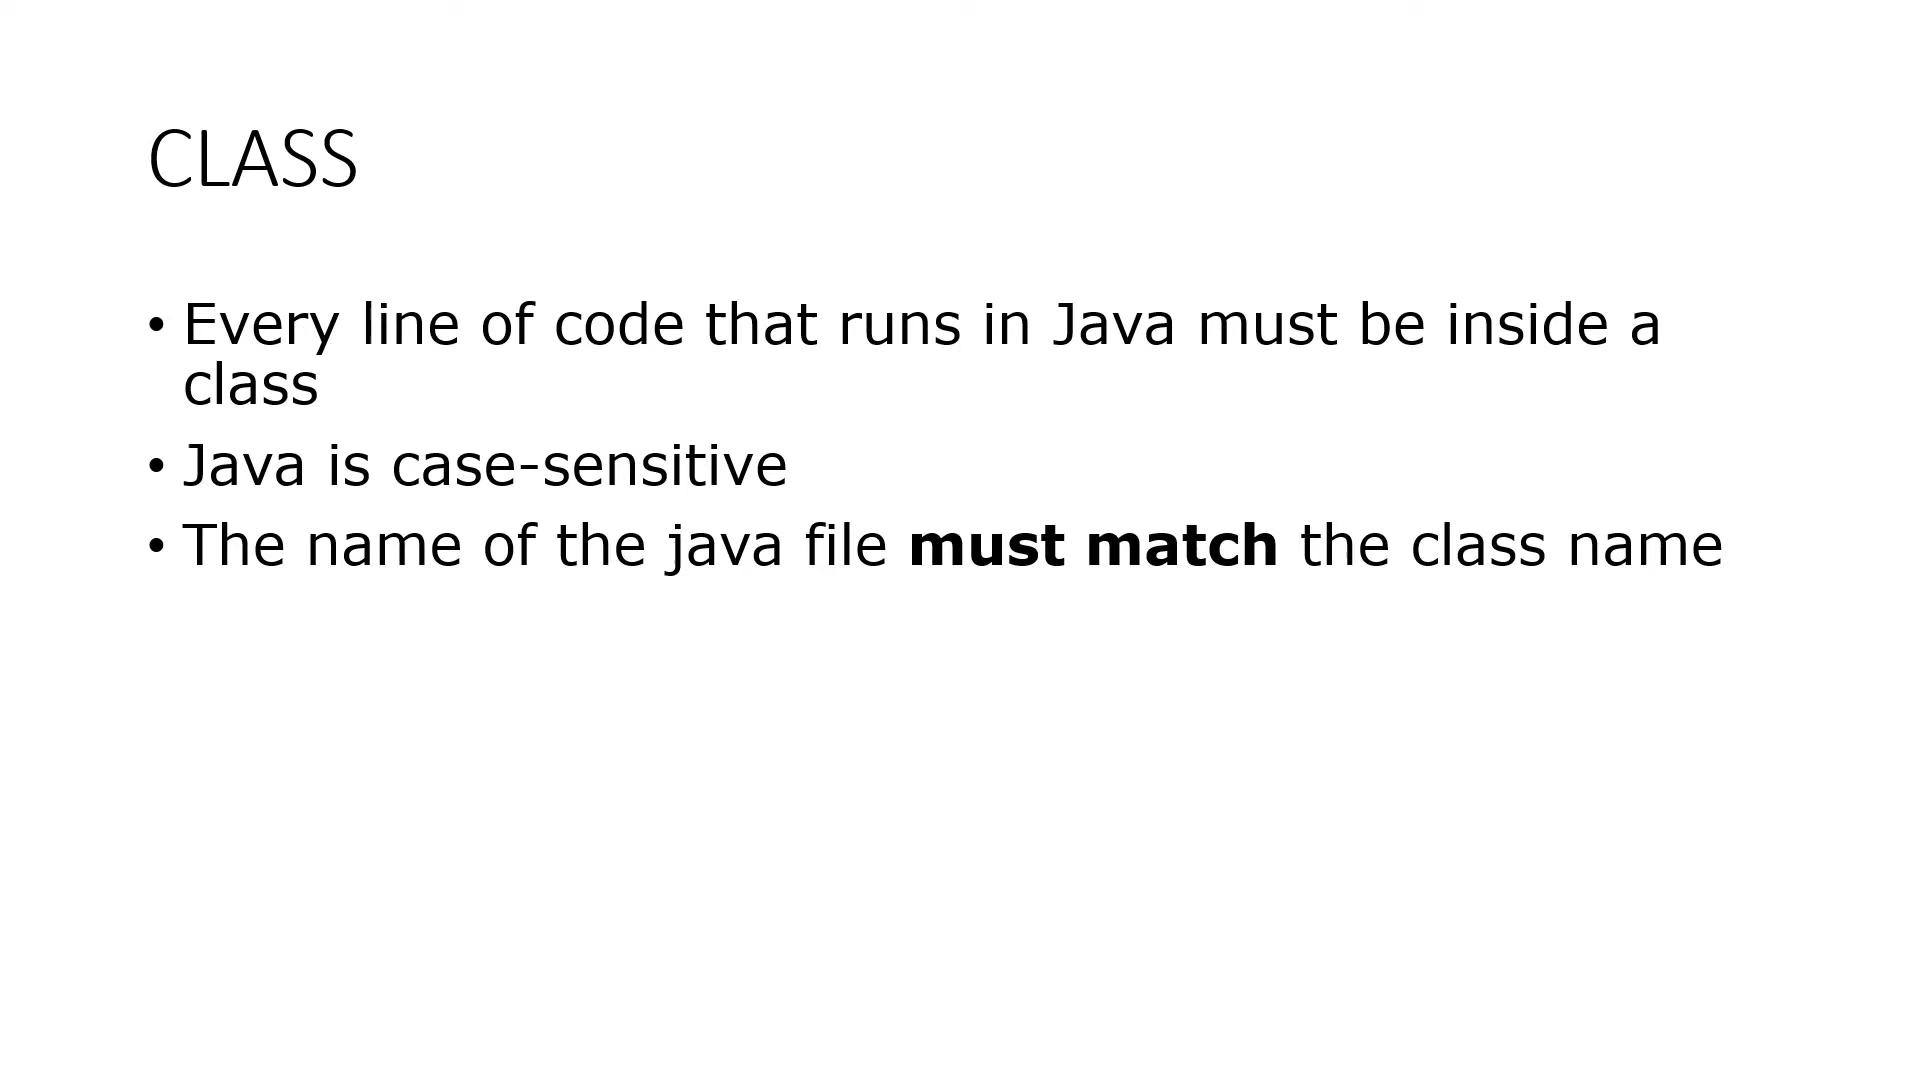 CLASS
• Every line of code that runs in Java must be inside a
class
• Java is case-sensitive
• The name of the java file must match the class name